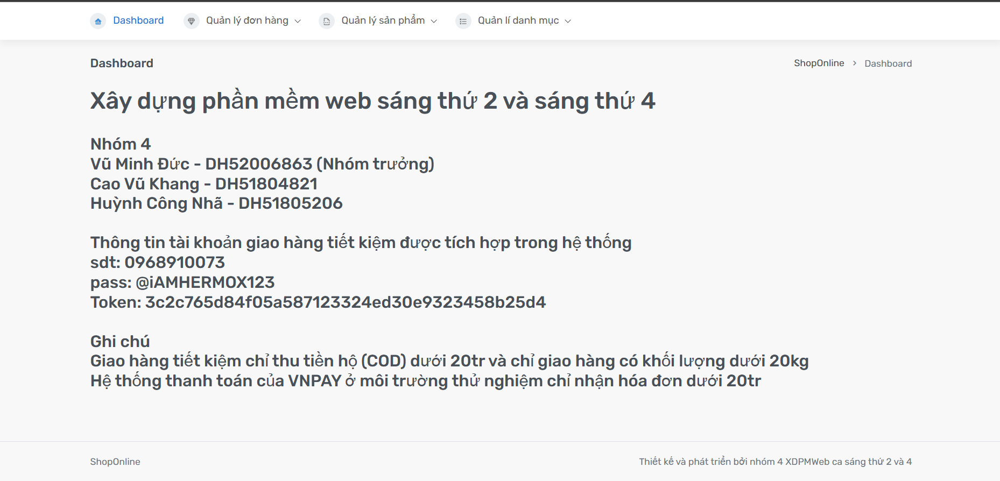 Dashboard
Quản lý đơn hàng
Quản lý sản phẩm
Quản lí danh mục
Dashboard
ShopOnline > Dashboard
Xây dựng phần mềm web sáng thứ 2 và sáng thứ 4
Nhóm 4
Vũ Minh Đức - DH52006863 (Nhóm trưởng)
Cao Vũ Khang - DH51804821
Huỳnh Công Nhã - DH51805206
Thông tin tài khoản giao hàng tiết kiệm được tích hợp trong hệ thống
sdt: 0968910073
pass: @iAMHERMOX123
Token: 3c2c765d84f05a587123324ed30e9323458b25d4
Ghi chú
Giao hàng tiết kiệm chỉ thu tiền hộ (COD) dưới 20tr và chỉ giao hàng có khối lượng dưới 20kg
Hệ thống thanh toán của VNPAY ở môi trường thử nghiệm chỉ nhận hóa đơn dưới 20tr
ShopOnline
Thiết kế và phát triển bởi nhóm 4 XDPMWeb ca sáng thứ 2 và 4